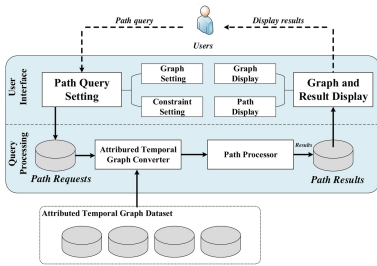 Path query
Display results
Users
User
Interface
Path Query
Setting
Graph
Setting
Constraint
Setting
Graph
Display
Path
Display
Graph and
Result Display
Query
Processing
Path Requests
Attribured Temporal
Graph Converter
Path Processor
Results
Path Results
Attributed Temporal Graph Dataset